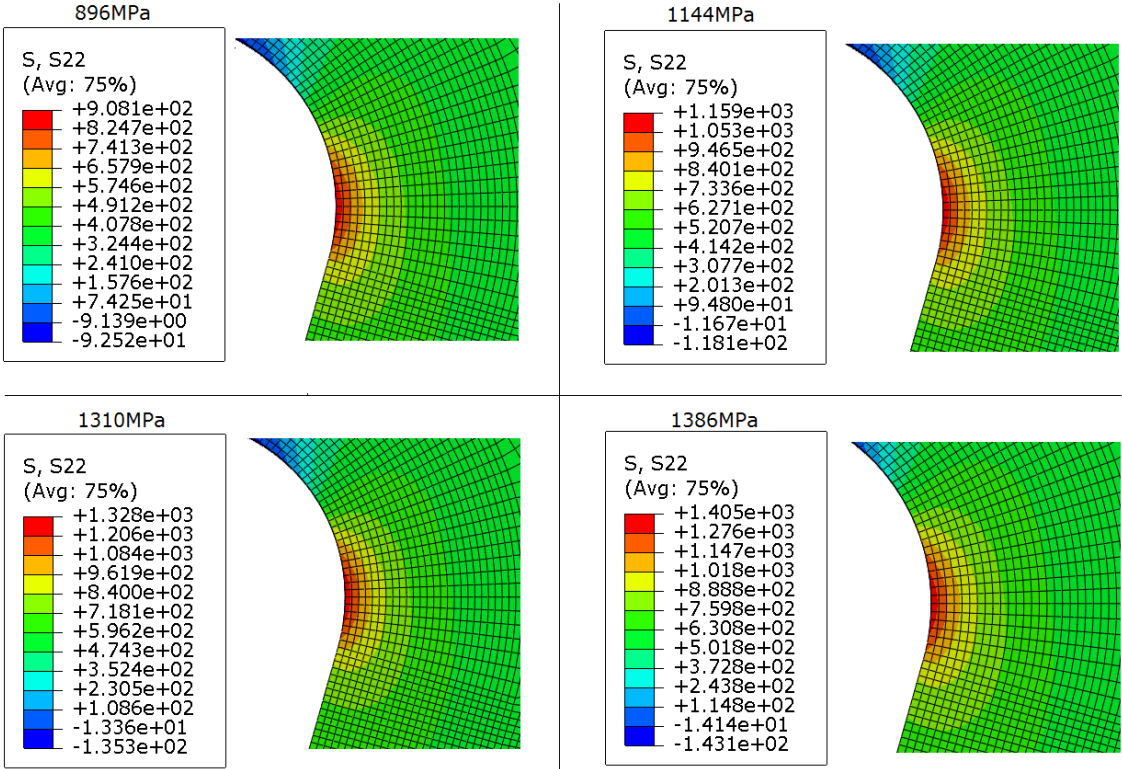 896MPa
S, S22
(Avg: 75%)
+9.081e+02
+8.247e+02
+7.413e+02
+6.579e+02
+5.746e+02
+4.912e+02
+4.078e+02
+3.244e+02
+2.410e+02
+1.576e+02
+7.425e+01
-9.139e+00
-9.252e+01
1144MPa
S, S22
(Avg: 75%)
+1.159e+03
+1.053e+03
+9.465e+02
+8.401e+02
+7.336e+02
+6.271e+02
+5.207e+02
+4.142e+02
+3.077e+02
+2.013e+02
+9.480e+01
-1.167e+01
-1.181e+02
1310MPa
S, S22
(Avg: 75%)
+1.328e+03
+1.206e+03
+1.084e+03
+9.619e+02
+8.400e+02
+7.181e+02
+5.962e+02
+4.743e+02
+3.524e+02
+2.305e+02
+1.086e+02
-1.336e+01
-1.353e+02
1386MPa
S, S22
(Avg: 75%)
+1.405e+03
+1.276e+03
+1.147e+03
+1.018e+03
+8.888e+02
+7.598e+02
+6.308e+02
+5.018e+02
+3.728e+02
+2.438e+02
+1.148e+02
-1.414e+01
-1.431e+02